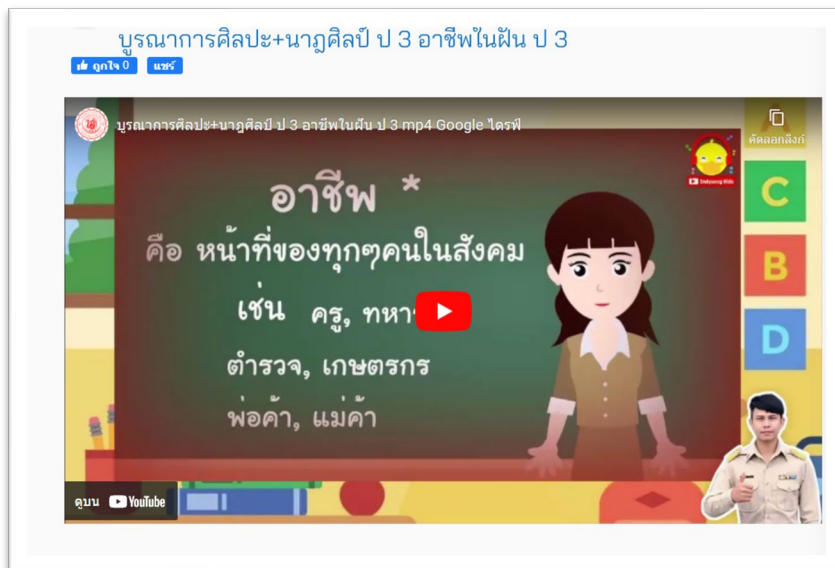 บูรณาการศิลปะ+นาฏศิลป์ ป 3 อาชีพในฝัน ป 3
ถูกใจ 0 แชร์
บูรณาการศิลปะ+นาฏศิลป์ ป 3 อาชีพในฝัน ป 3 mp4 Google ไดรฟ์
คัดลอกลิงก์
อาชีพ *
คือ หน้าที่ของทุกๆคนในสังคม
เช่น ครู,
ตำรวจ, เกษตรกร
พ่อค้า, แม่ค้า
A
C
B
D
ดูบน YouTube